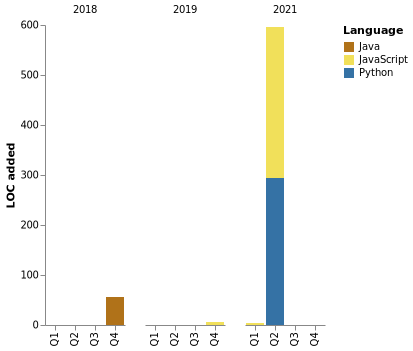 2018 2019 2021
Language
Java
JavaScript
Python
LOC added
600
500
400
300
200
100
0
Q1 Q2 Q3 Q4 Q1 Q2 Q3 Q4 Q1 Q2 Q3 Q4